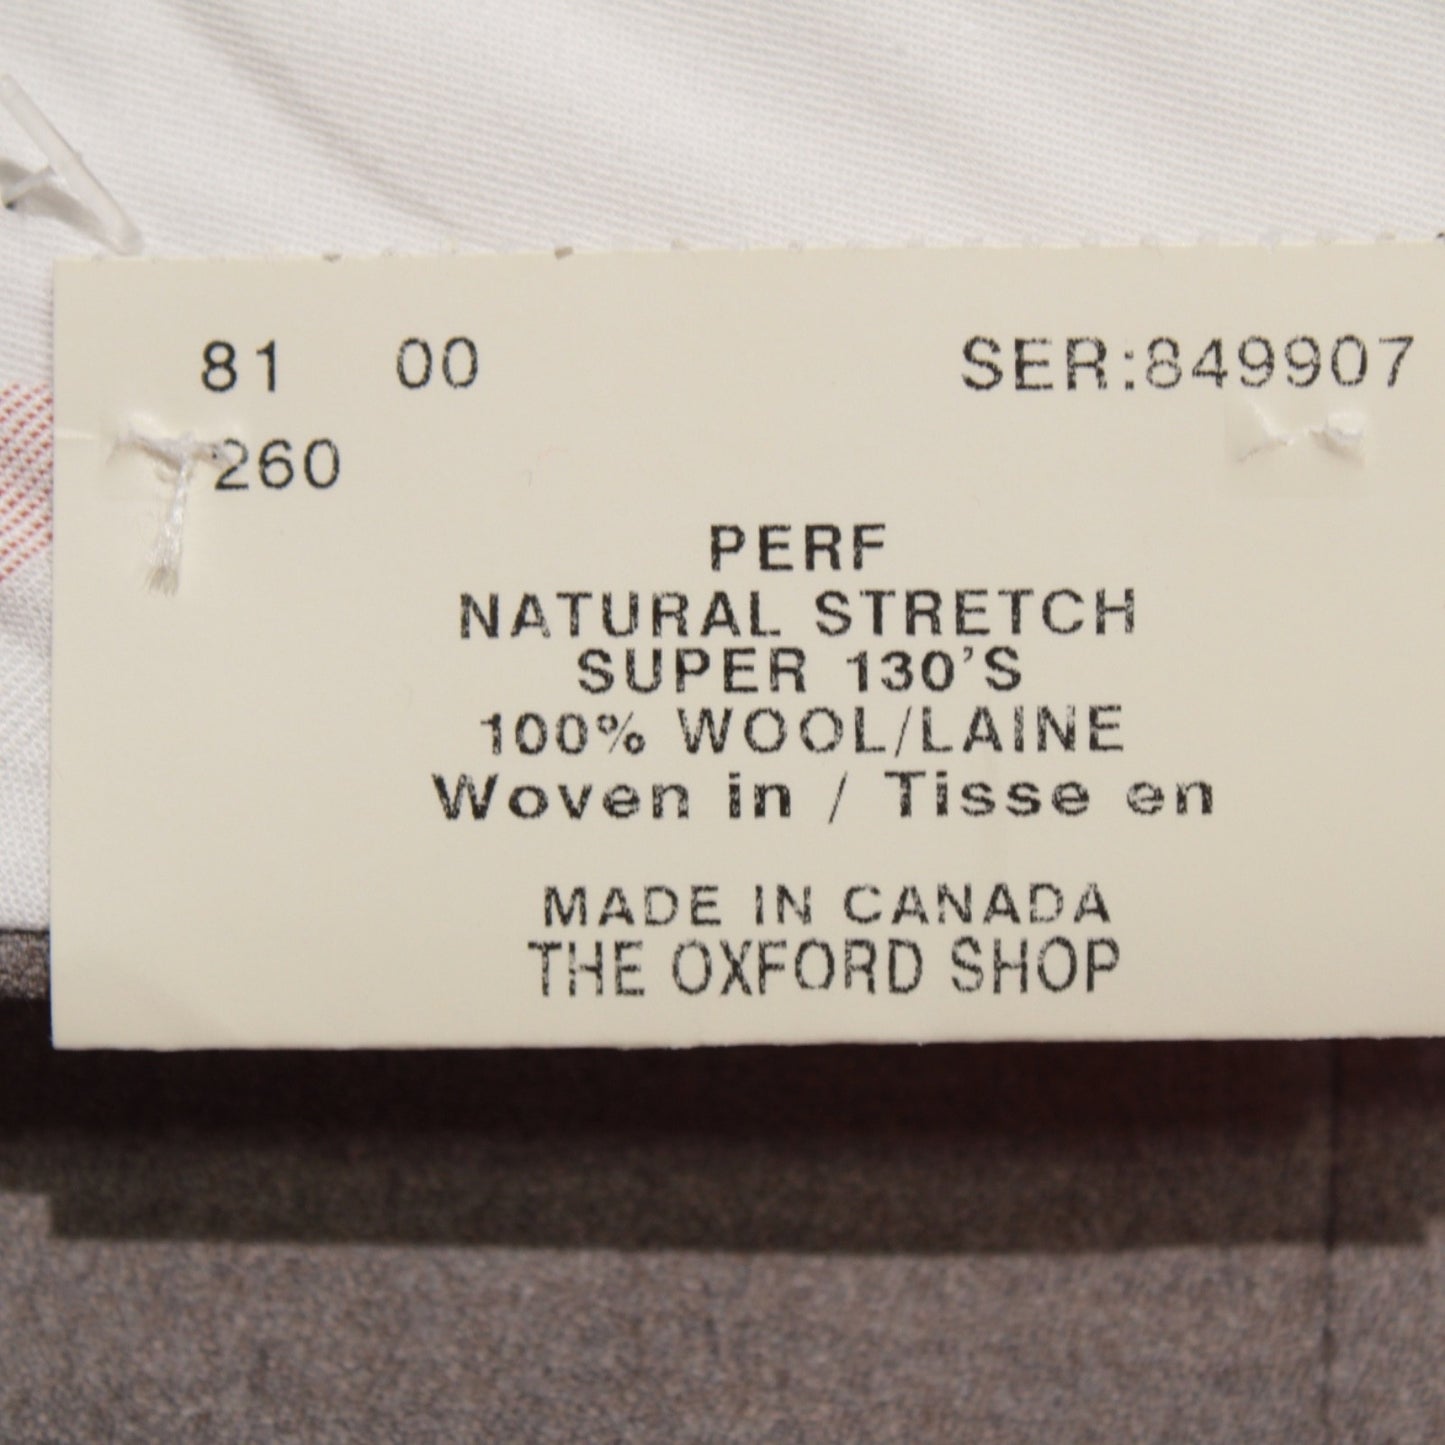 81 00 SER:849907
260
PERF
NATURAL STRETCH
SUPER 130'S
100% WOOL/LAINE
Woven in / Tisse en
MADE IN CANADA
THE OXFORD SHOP